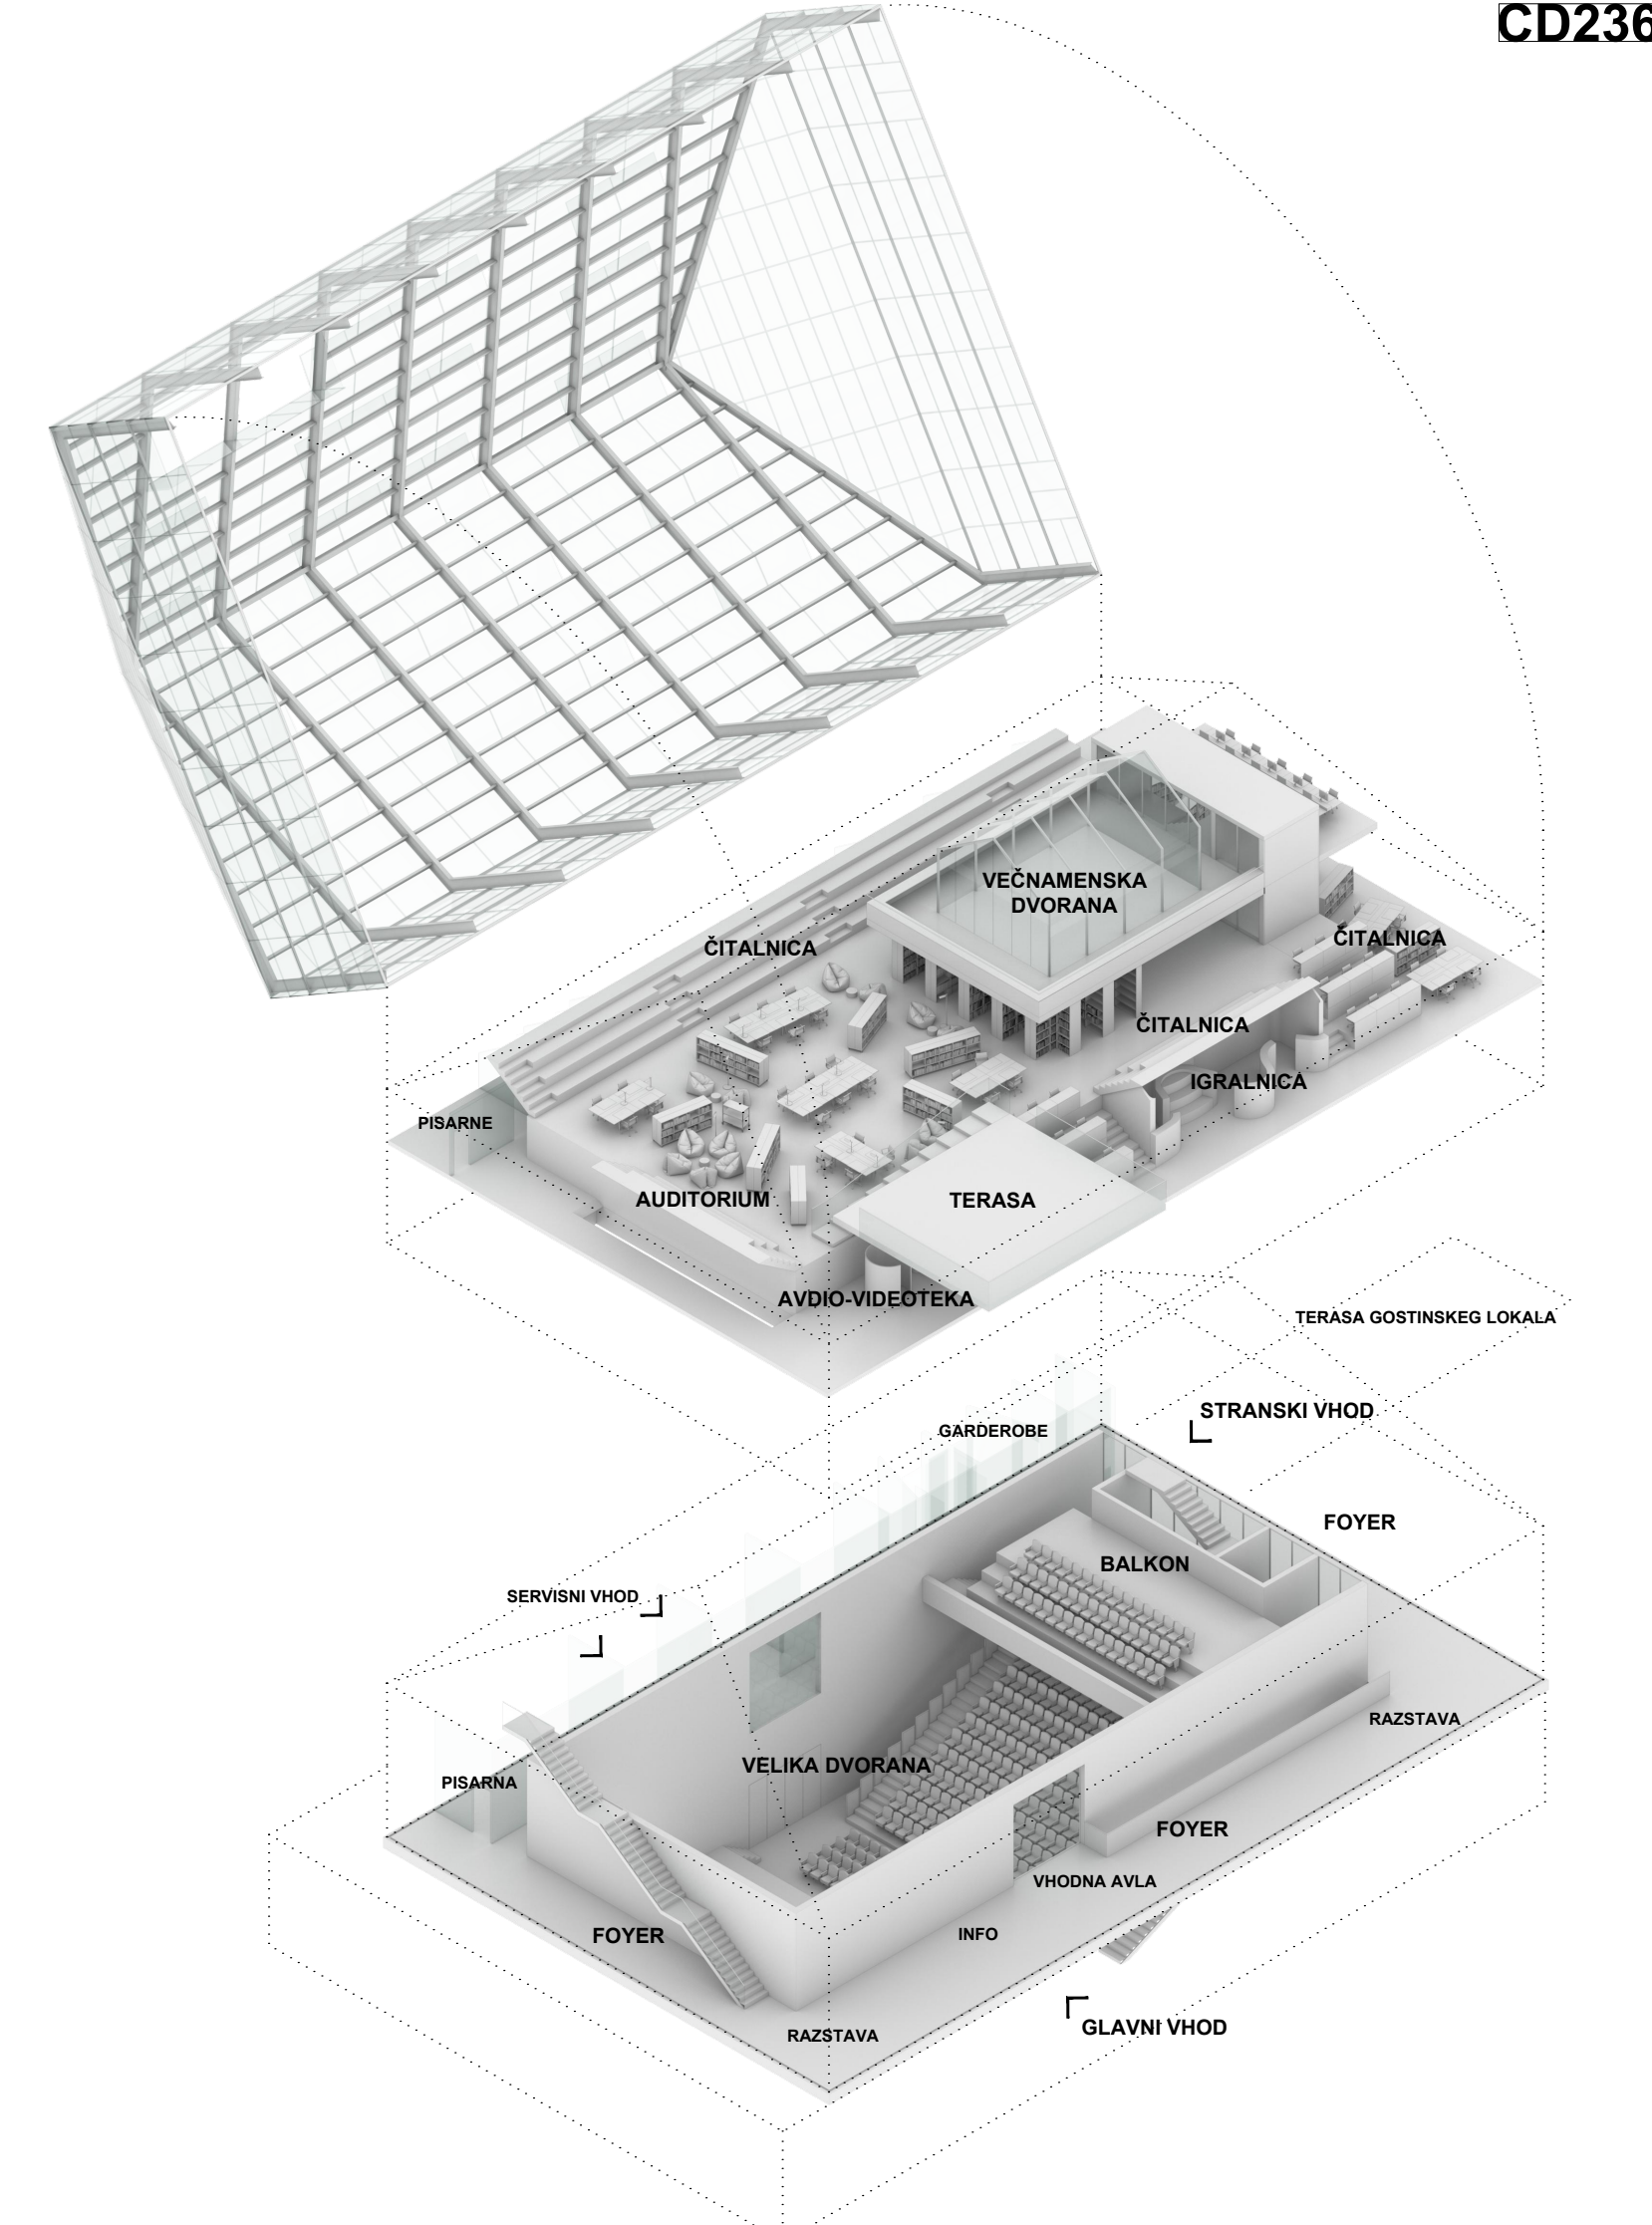 CD236
VEČNAMENSKA
DVORANA
ČITALNICA
ČITALNICA
ČITALNICA
IGRALNICA
PISARNE
AUDITORIUM
TERASA
AVDIO-VIDEOTEKA
TERASA GOSTINSKEG LOKALA
STRANSKI VHOD
GARDEROBE
FOYER
BALKON
SERVISNI VHOD
RAZSTAVA
VELIKA DVORANA
PISARNA
FOYER
VHODNA AVLA
FOYER
INFO
GLAVNI VHOD
RAZSTAVA